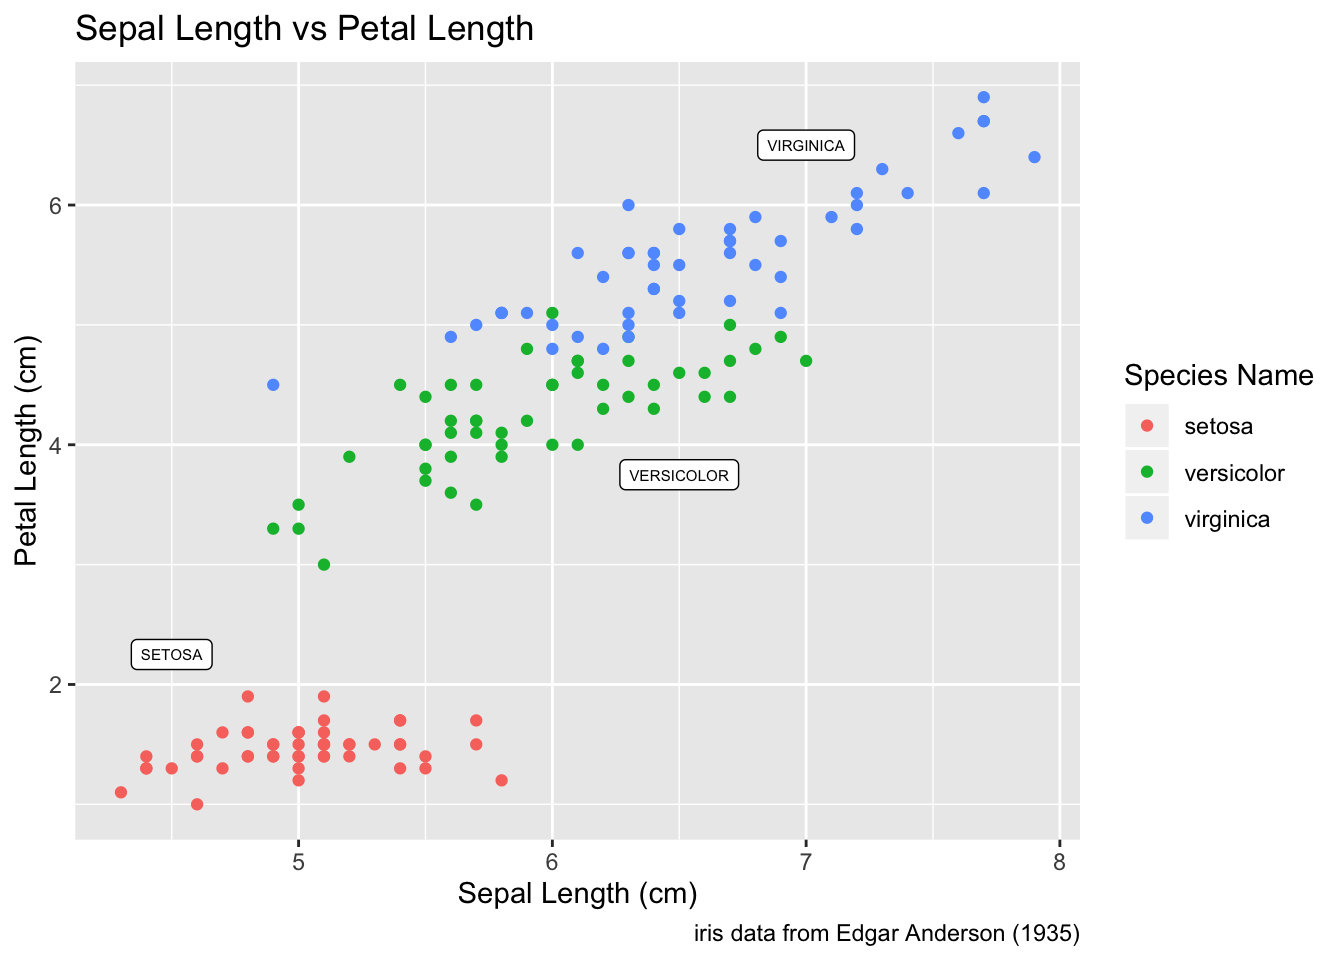 Sepal Length vs Petal Length
VIRGINICA
6
Petal Length (cm)
4
VERSICOLOR
SETOSA
2
5 6 7 8
Sepal Length (cm)
Species Name
setosa
versicolor
virginica
iris data from Edgar Anderson (1935)